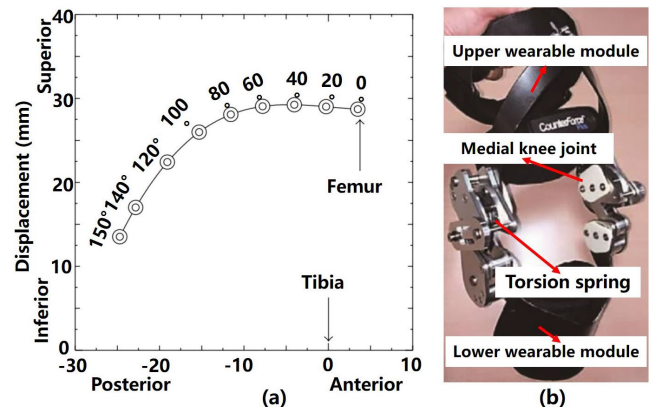 (a)
Displacement (mm)
Superior
Inferior
40
30
20
10
0
150°
140°
120°
100°
80°
60°
40°
20°
0°
Femur
Tibia
-30
-20
-10
0
10
Posterior
Anterior
(a)
Upper wearable module
CounterForce
Medial knee joint
Torsion spring
Lower wearable module
(b)